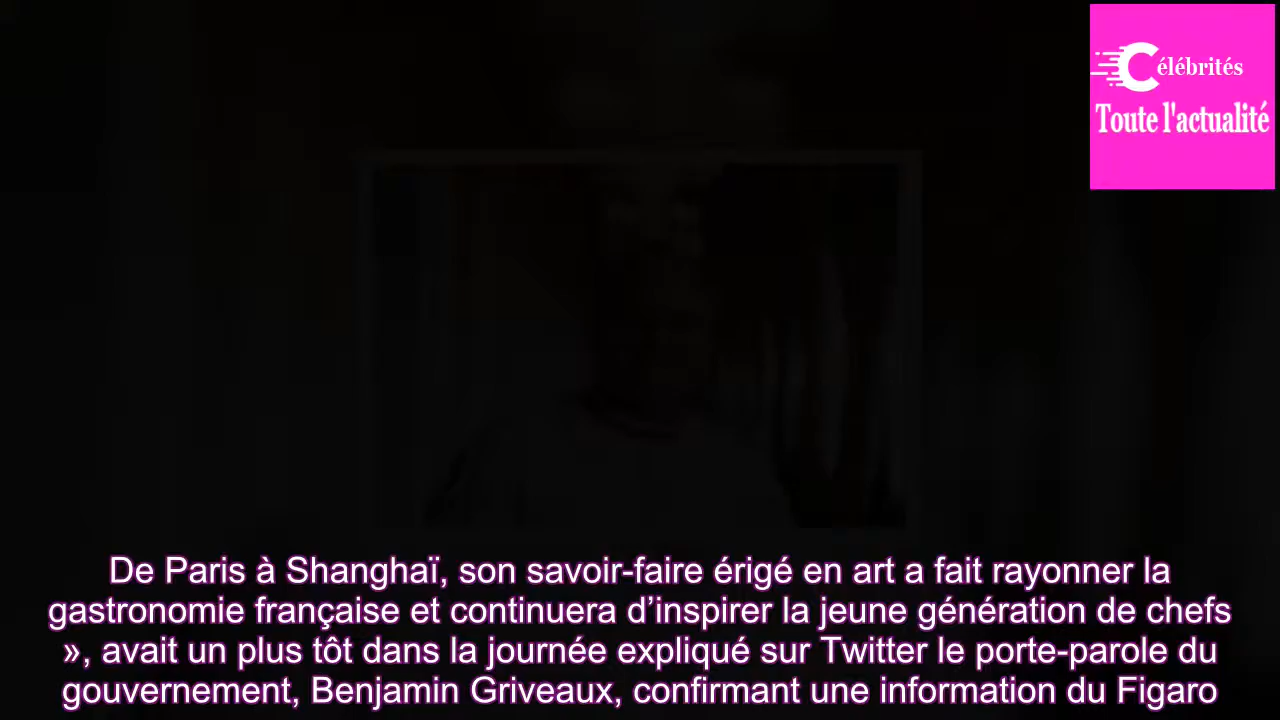 Célébrités
Toute l'actualité
De Paris à Shanghaï, son savoir-faire érigé en art a fait rayonner la
gastronomie française et continuera d’inspirer la jeune génération de chefs
», avait un plus tôt dans la journée expliqué sur Twitter le porte-parole du
gouvernement, Benjamin Griveaux, confirmant une information du Figaro